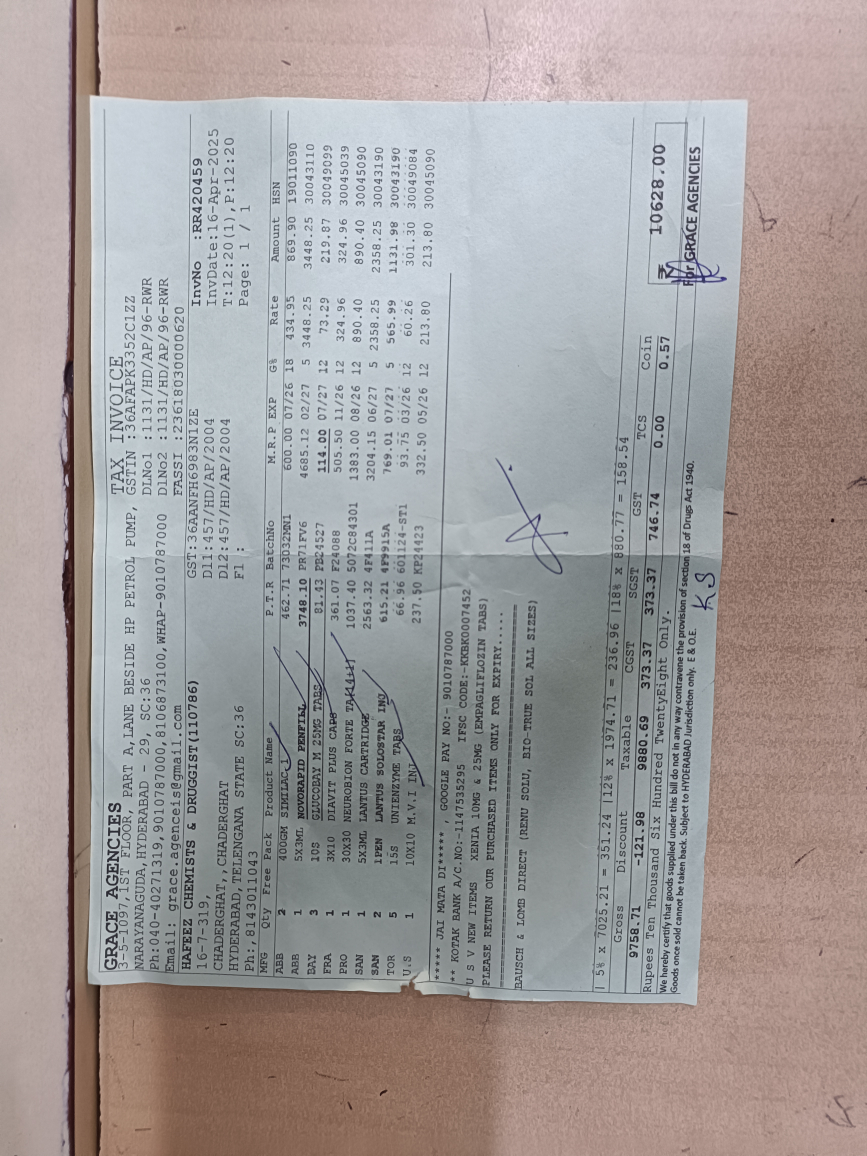 GRACE AGENCIES TAX INVOICE
3-5-1097,1ST FLOOR, PART A,LANE BESIDE HP PETROL PUMP, GSTIN :36AFAPK3352C1ZZ
NARAYANAGUDA,HYDERABAD - 29, SC:36 DLNo1 :1131/HD/AP/96-RWR
Ph:040-40271319,9010787000,8106873100,WHAP-9010787000 DlNo2 :1131/HD/AP/96-RWR
Email: grace.agenceis@gmail.com FASSI :23618030000620
HAFEEZ CHEMISTS & DRUGGIST(110786) GST:36AANFH6983N1ZE InvNo :RR420459
16-7-319, D11:457/HD/AP/2004 InvDate:16-Apr-2025
CHADERGHAT,,CHADERGHAT D12:457/HD/AP/2004 T:12:20(1),P:12:20
HYDERABAD,TELENGANA STATE SC:36 Fl : Page: 1 / 1
Ph:,8143011043
MFG Qty Free Pack Product Name P.T.R BatchNo M.R.P EXP G% Rate Amount HSN
ABB 2 400GM SIMILAC 1 462.71 73032MN1 600.00 07/26 18 434.95 869.90 19011090
ABB 1 5X3ML NOVORAPID PENFILL 3748.10 PR71FV6 4685.12 02/27 5 3448.25 3448.25 30043110
BAY 3 10S GLUCOBAY M 25MG TABS 81.43 PB24527 114.00 07/27 12 73.29 219.87 30049099
FRA 1 3X10 DIAVIT PLUS CAPS 361.07 F24088 505.50 11/26 12 324.96 324.96 30045039
PRO 1 30X30 NEUROBION FORTE TA(14+1) 1037.40 5072C84301 1383.00 08/26 12 890.40 890.40 30045090
SAN 1 5X3ML LANTUS CARTRIDGE 2563.32 4F411A 3204.15 06/27 5 2358.25 2358.25 30043190
SAN 2 1PEN LANTUS SOLOSTAR INJ 615.21 4F9915A 769.01 07/27 5 565.99 1131.98 30043190
TOR 5 15S UNIENZYME TABS 66.96 601124-ST1 93.75 03/26 12 60.26 301.30 30049084
U.S 1 10X10 M.V.I INJ 237.50 KP24423 332.50 05/26 12 213.80 213.80 30045090
***** JAI MATA DI***** , GOOGLE PAY NO:- 9010787000
** KOTAK BANK A/C.NO:-1147535295 IFSC CODE:-KKBK0007452
U S V NEW ITEMS XENIA 10MG & 25MG (EMPAGLIFLOZIN TABS)
PLEASE RETURN OUR PURCHASED ITEMS ONLY FOR EXPIRY.....
BAUSCH & LOMB DIRECT (RENU SOLU, BIO-TRUE SOL ALL SIZES)
| 5% x 7025.21 = 351.24 |12% x 1974.71 = 236.96 |18% x 880.77 = 158.54
Gross Discount Taxable CGST SGST GST TCS Coin
9758.71 -121.98 9880.69 373.37 373.37 746.74 0.00 0.57
₹ 10628.00
Rupees Ten Thousand Six Hundred TwentyEight Only.
We hereby certify that goods supplied under this bill do not in any way contravene the provision of section 18 of Drugs Act 1940.
Goods once sold cannot be taken back. Subject to HYDERABAD Jurisdiction only. E & O.E.
For GRACE AGENCIES
KS